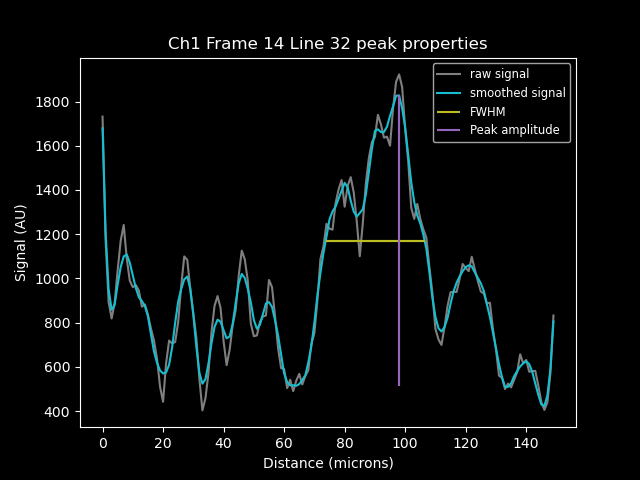 Ch1 Frame 14 Line 32 peak properties
raw signal
smoothed signal
FWHM
Peak amplitude
Signal (AU)
1800
1600
1400
1200
1000
800
600
400
0 20 40 60 80 100 120 140
Distance (microns)